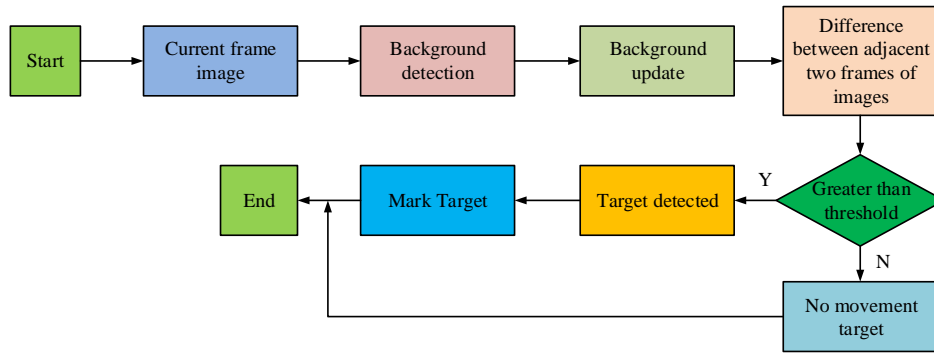 Start
Current frame
image
Background
detection
Background
update
Difference
between adjacent
two frames of
images
Greater than
threshold
Y
Target detected
Mark Target
End
N
No movement
target